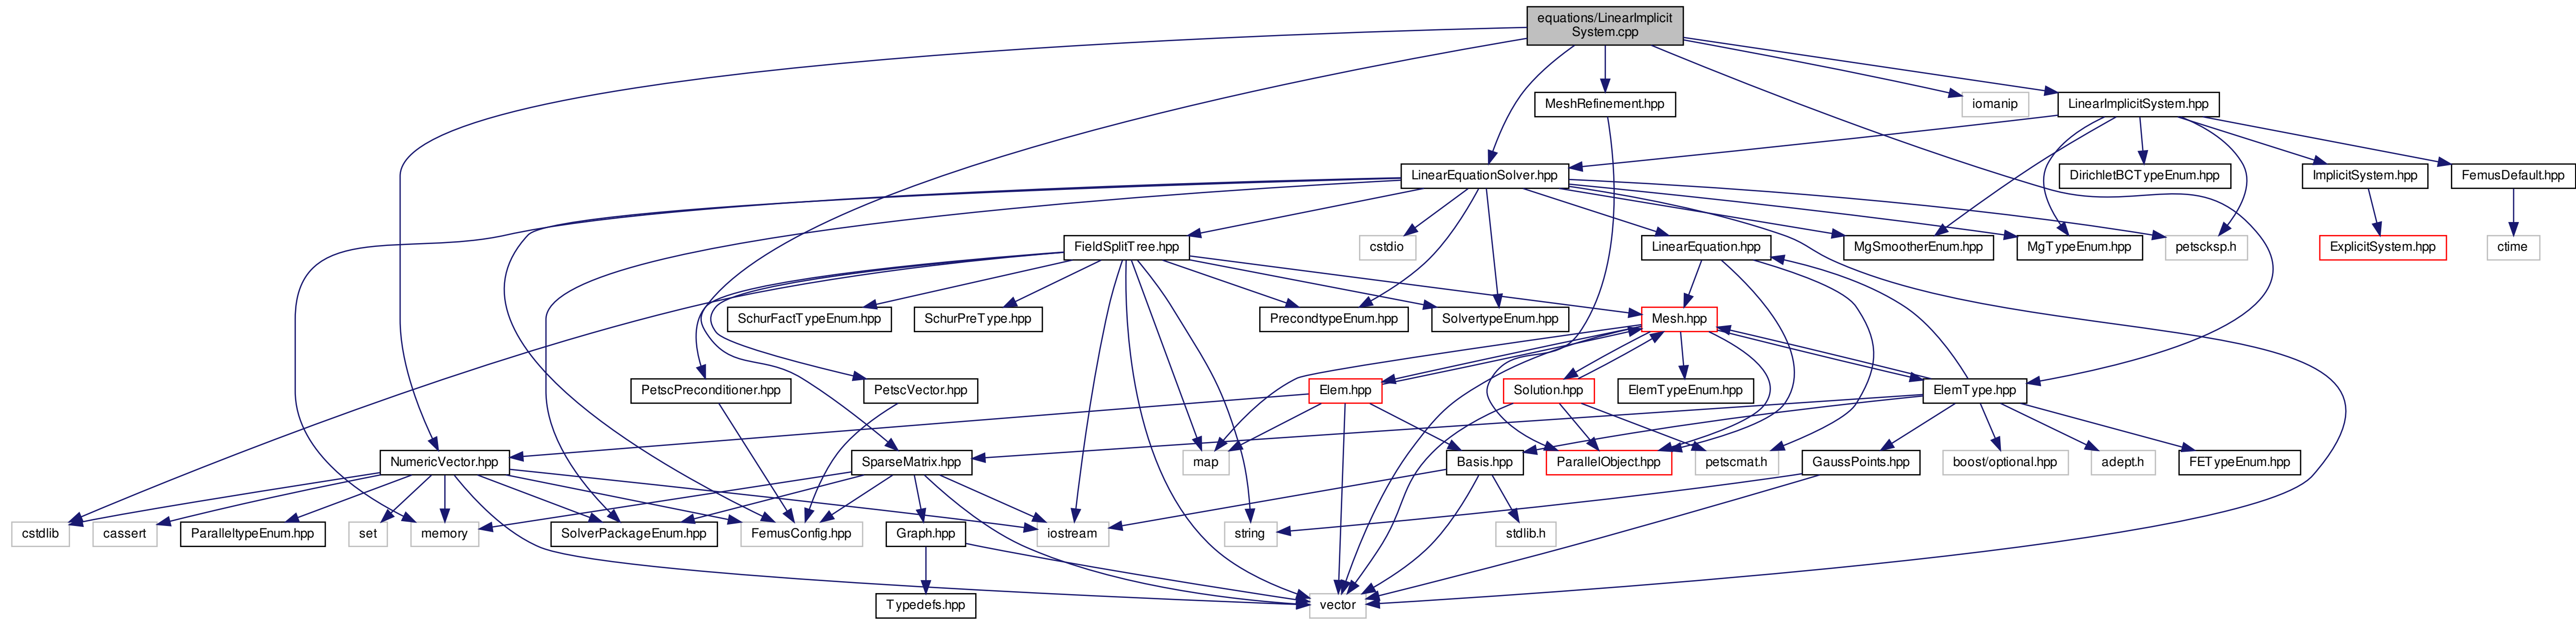 equations/LinearImplicit
System.cpp
MeshRefinement.hpp
iomanip
LinearImplicitSystem.hpp
LinearEquationSolver.hpp
DirichletBCTypeEnum.hpp
ImplicitSystem.hpp
FemusDefault.hpp
FieldSplitTree.hpp
cstdio
LinearEquation.hpp
MgSmootherEnum.hpp
MgTypeEnum.hpp
petscksp.h
ExplicitSystem.hpp
ctime
SchurFactTypeEnum.hpp
SchurPreType.hpp
PrecondtypeEnum.hpp
SolvertypeEnum.hpp
Mesh.hpp
PetscPreconditioner.hpp
PetscVector.hpp
Elem.hpp
Solution.hpp
ElemTypeEnum.hpp
ElemType.hpp
NumericVector.hpp
SparseMatrix.hpp
map
Basis.hpp
ParallelObject.hpp
petscmat.h
GaussPoints.hpp
boost/optional.hpp
adept.h
FETypeEnum.hpp
cstdlib
cassert
ParalleltypeEnum.hpp
set
memory
SolverPackageEnum.hpp
FemusConfig.hpp
Graph.hpp
iostream
string
stdlib.h
Typedefs.hpp
vector